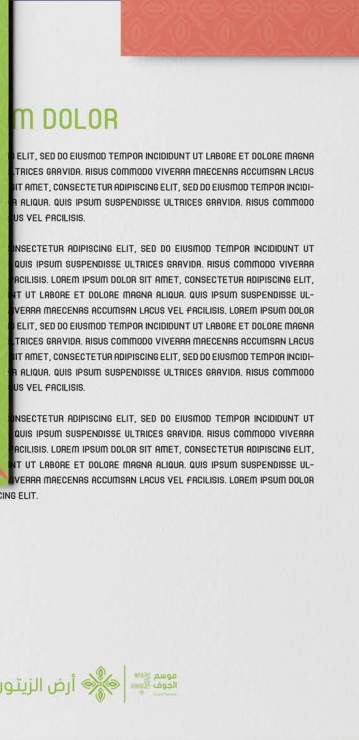 M DOLOR
ELIT, SED DO EIUSMOD TEMPOR INCIDIDUNT UT LABORE ET DOLORE MAGNA
TRICES GRAVIDA. RISUS COMMODO VIVERRA MAECENAS ACCUMSAN LACUS
SIT AMET, CONSECTETUR ADIPISCING ELIT, SED DO EIUSMOD TEMPOR INCIDI-
A ALIQUA. QUIS IPSUM SUSPENDISSE ULTRICES GRAVIDA. RISUS COMMODO
US VEL FACILISIS.
NSECTETUR ADIPISCING ELIT, SED DO EIUSMOD TEMPOR INCIDIDUNT UT
QUIS IPSUM SUSPENDISSE ULTRICES GRAVIDA. RISUS COMMODO VIVERRA
FACILISIS. LOREM IPSUM DOLOR SIT AMET, CONSECTETUR ADIPISCING ELIT,
NT UT LABORE ET DOLORE MAGNA ALIQUA. QUIS IPSUM SUSPENDISSE UL-
IVERRA MAECENAS ACCUMSAN LACUS VEL FACILISIS. LOREM IPSUM DOLOR
ELIT, SED DO EIUSMOD TEMPOR INCIDIDUNT UT LABORE ET DOLORE MAGNA
LTRICES GRAVIDA. RISUS COMMODO VIVERRA MAECENAS ACCUMSAN LACUS
SIT AMET, CONSECTETUR ADIPISCING ELIT, SED DO EIUSMOD TEMPOR INCIDI-
A ALIQUA. QUIS IPSUM SUSPENDISSE ULTRICES GRAVIDA. RISUS COMMODO
US VEL FACILISIS.
ONSECTETUR ADIPISCING ELIT, SED DO EIUSMOD TEMPOR INCIDIDUNT UT
QUIS IPSUM SUSPENDISSE ULTRICES GRAVIDA. RISUS COMMODO VIVERRA
FACILISIS. LOREM IPSUM DOLOR SIT AMET, CONSECTETUR ADIPISCING ELIT,
NT UT LABORE ET DOLORE MAGNA ALIQUA. QUIS IPSUM SUSPENDISSE UL-
VERRA MAECENAS ACCUMSAN LACUS VEL FACILISIS. LOREM IPSUM DOLOR
CING ELIT.
أرض الزيتون
موسم
الجوف